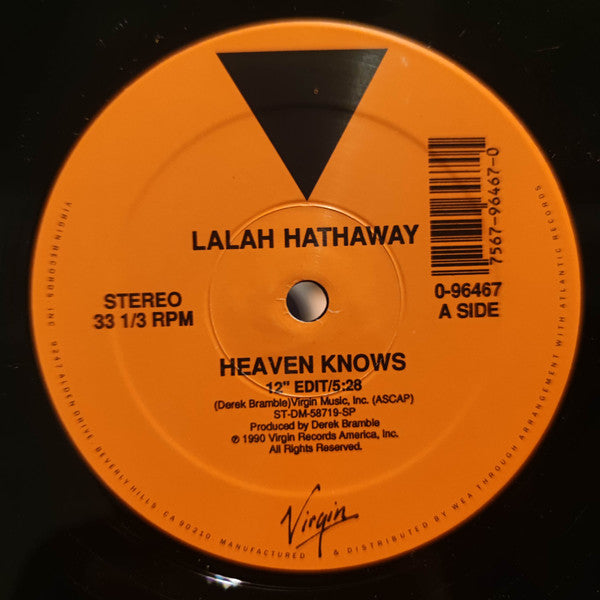 LALAH HATHAWAY
7567-96467-0
STEREO
33 1/3 RPM
0-96467
A SIDE
HEAVEN KNOWS
12" EDIT/5:28
(Derek Bramble)Virgin Music, Inc. (ASCAP)
ST-DM-58719-SP
Produced by Derek Bramble
℗ 1990 Virgin Records America, Inc.
All Rights Reserved.
Virgin
VIRGIN RECORDS INC. 9247 ALDEN DRIVE, BEVERLY HILLS, CA 90210 MANUFACTURED & DISTRIBUTED BY WEA THROUGH ARRANGEMENT WITH ATLANTIC RECORDS